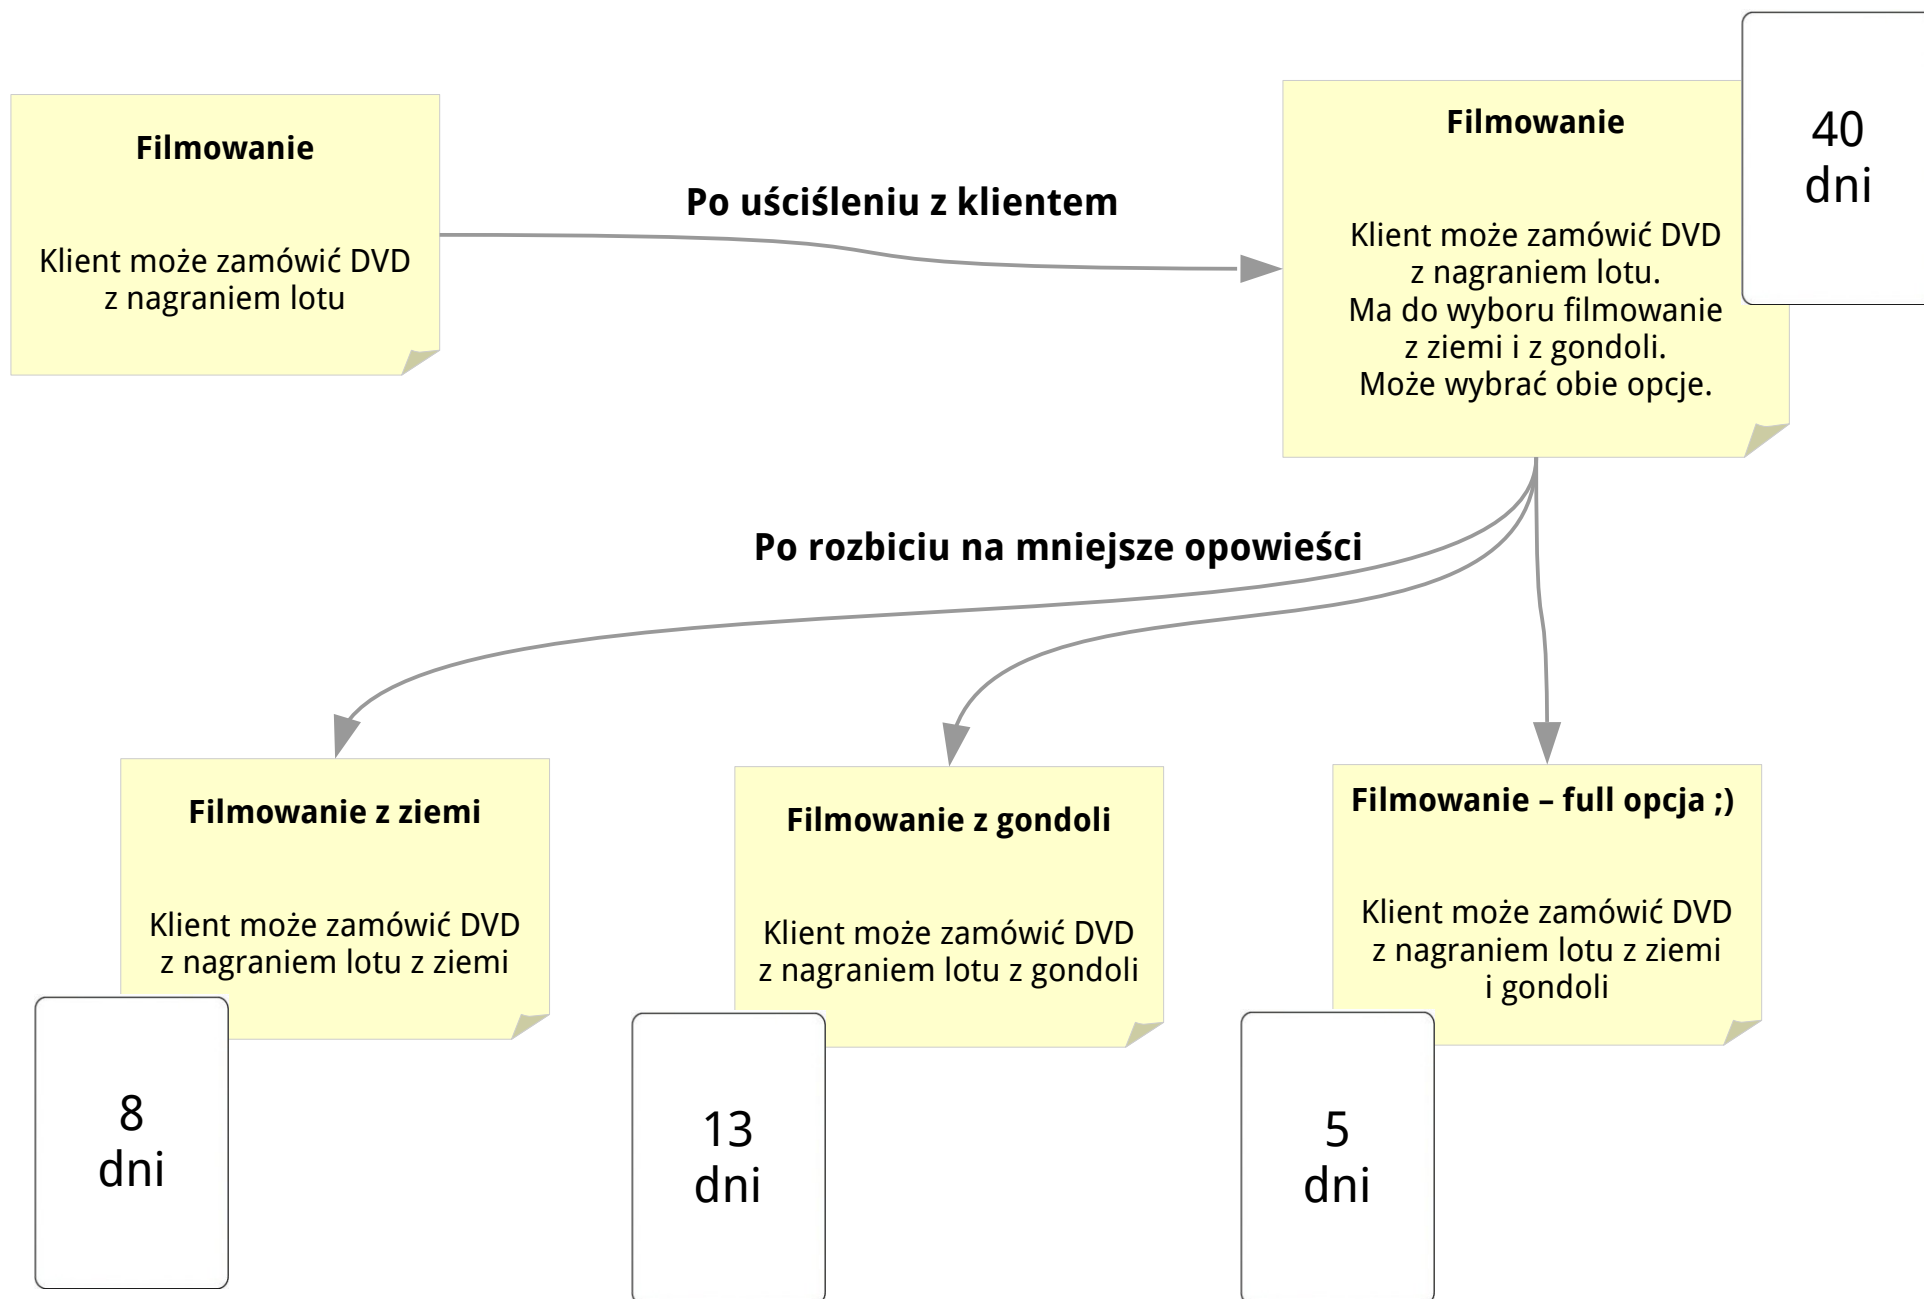 Filmowanie
Klient może zamówić DVD
z nagraniem lotu
Po uściśleniu z klientem
Filmowanie
Klient może zamówić DVD
z nagraniem lotu.
Ma do wyboru filmowanie
z ziemi i z gondoli.
Może wybrać obie opcje.
40
dni
Po rozbiciu na mniejsze opowieści
Filmowanie z ziemi
Klient może zamówić DVD
z nagraniem lotu z ziemi
8
dni
Filmowanie z gondoli
Klient może zamówić DVD
z nagraniem lotu z gondoli
13
dni
Filmowanie – full opcja ;)
Klient może zamówić DVD
z nagraniem lotu z ziemi
i gondoli
5
dni